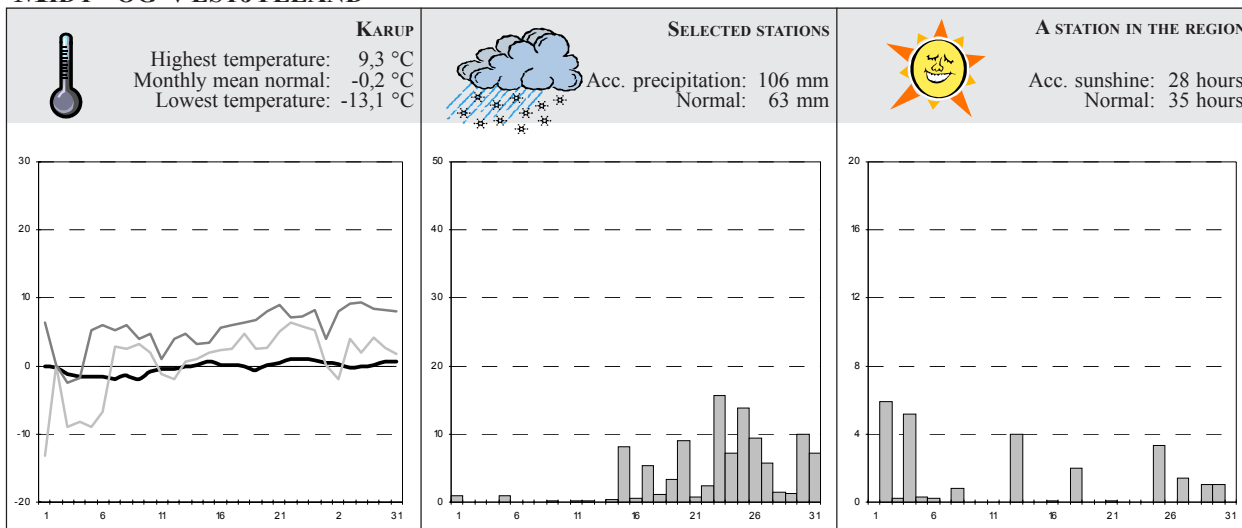 MIDT- OG VESTJYLLAND
KARUP
Highest temperature: 9,3 °C
Monthly mean normal: -0,2 °C
Lowest temperature: -13,1 °C
30
20
10
0
-10
-20
1 6 11 16 21 2 31
SELECTED STATIONS
Acc. precipitation: 106 mm
Normal: 63 mm
50
40
30
20
10
0
1 6 11 16 21 26 31
A STATION IN THE REGION
Acc. sunshine: 28 hours
Normal: 35 hours
20
16
12
8
4
0
1 6 11 16 21 26 31